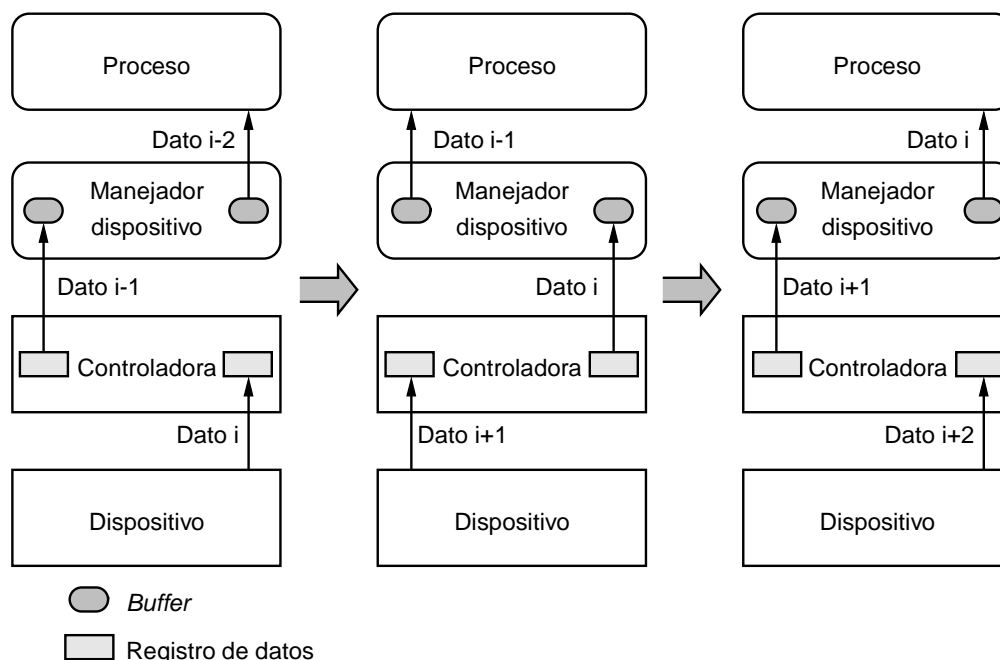 Proceso
Proceso
Proceso
Dato i-2
Dato i-1
Dato i
Manejador
dispositivo
Manejador
dispositivo
Manejador
dispositivo
Dato i-1
Dato i
Dato i+1
Controladora
Controladora
Controladora
Dato i
Dato i+1
Dato i+2
Dispositivo
Dispositivo
Dispositivo
Buffer
Registro de datos